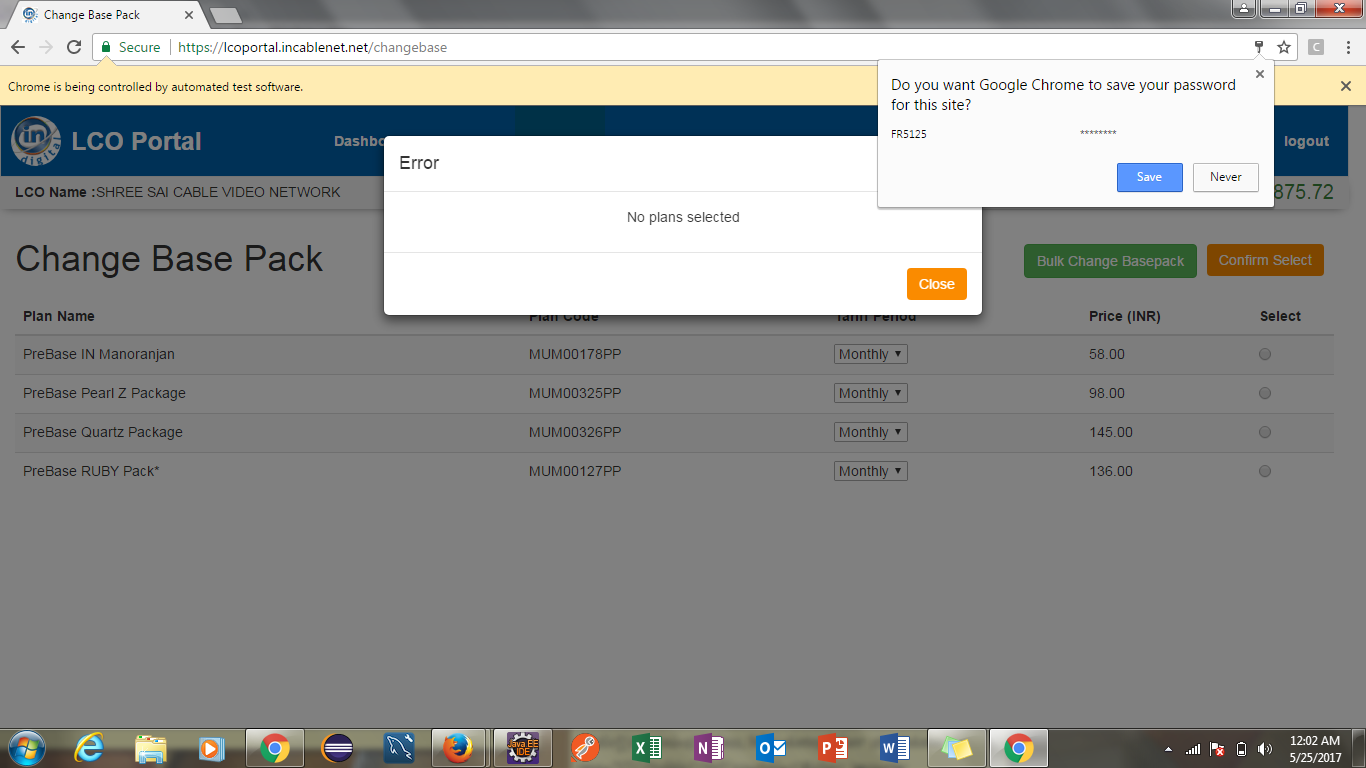 Change Base Pack
Secure https://lcoportal.incablenet.net/changebase
C
Chrome is being controlled by automated test software.
Do you want Google Chrome to save your password
for this site?
FR5125 ********
Save Never
in digital
LCO Portal
logout
LCO Name :SHREE SAI CABLE VIDEO NETWORK
875.72
Error
No plans selected
Close
Change Base Pack
Bulk Change Basepack Confirm Select
Plan Name Plan Code Tariff Period Price (INR) Select
PreBase IN Manoranjan MUM00178PP Monthly 58.00
PreBase Pearl Z Package MUM00325PP Monthly 98.00
PreBase Quartz Package MUM00326PP Monthly 145.00
PreBase RUBY Pack* MUM00127PP Monthly 136.00
Java EE
IDE
12:02 AM
5/25/2017